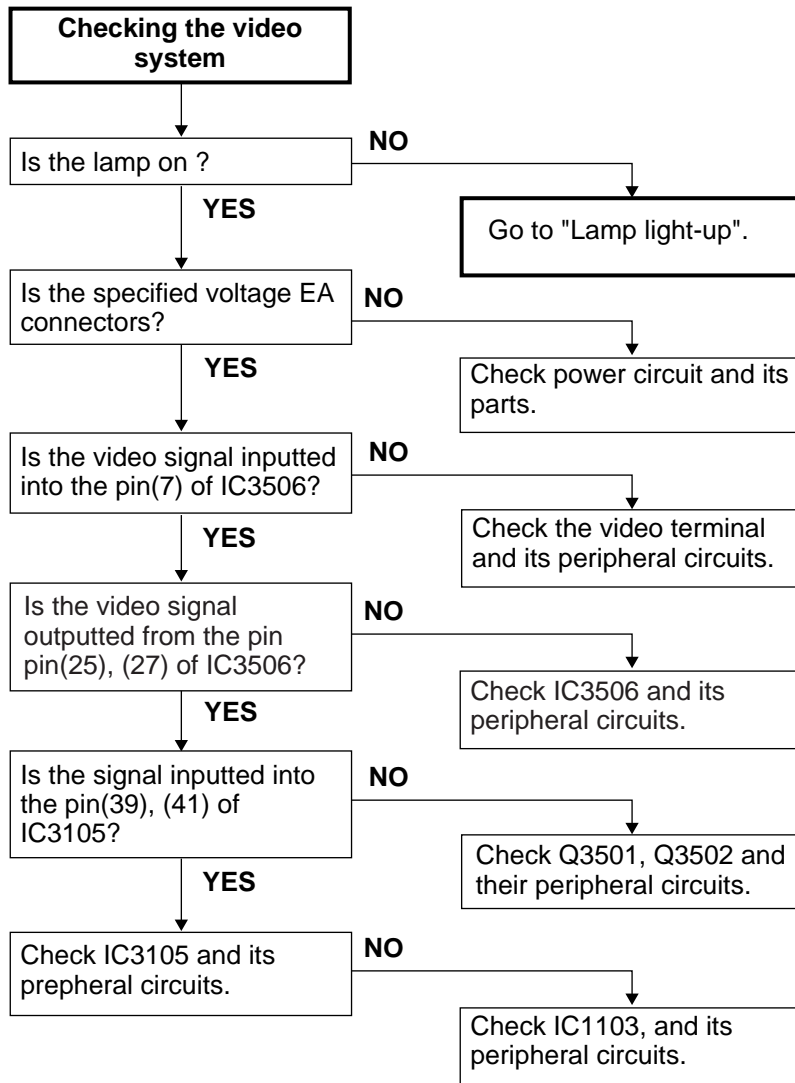 Checking the video
system
Is the lamp on ?
NO
YES
Go to "Lamp light-up".
Is the specified voltage EA
connectors?
NO
YES
Check power circuit and its
parts.
Is the video signal inputted
into the pin(7) of IC3506?
NO
YES
Check the video terminal
and its peripheral circuits.
Is the video signal
outputted from the pin
pin(25), (27) of IC3506?
NO
YES
Check IC3506 and its
peripheral circuits.
Is the signal inputted into
the pin(39), (41) of
IC3105?
NO
YES
Check Q3501, Q3502 and
their peripheral circuits.
Check IC3105 and its
prepheral circuits.
NO
Check IC1103, and its
peripheral circuits.